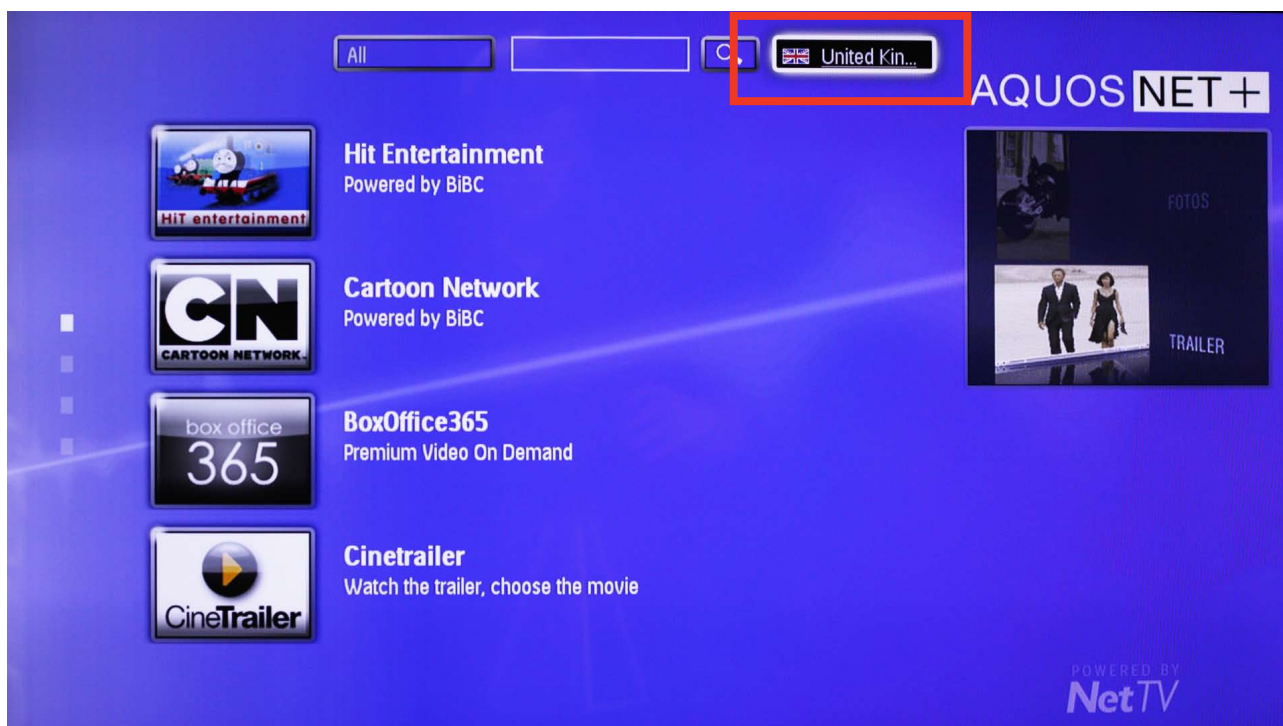 All
United Kin...
AQUOS NET+
HiT entertainment
Hit Entertainment
Powered by BiBC
FOTOS
CN
CARTOON NETWORK
Cartoon Network
Powered by BiBC
TRAILER
box office
365
BoxOffice365
Premium Video On Demand
CineTrailer
Cinetrailer
Watch the trailer, choose the movie
POWERED BY
NetTV